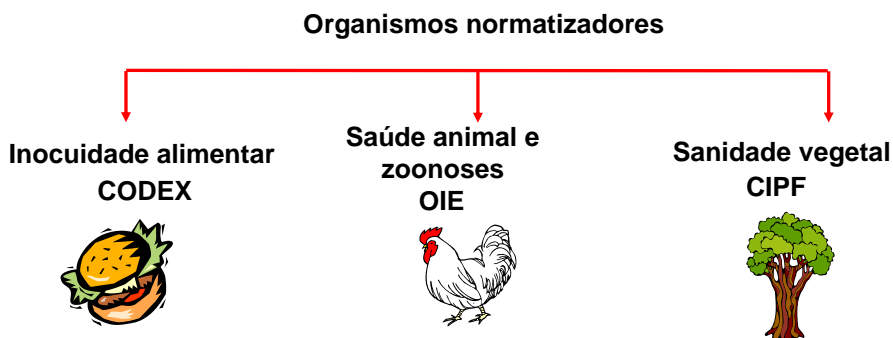 Organismos normatizadores
Inocuidade alimentar
CODEX
Saúde animal e
zoonoses
OIE
Sanidade vegetal
CIPF